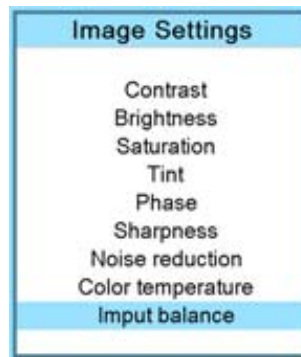 Image Settings
Contrast
Brightness
Saturation
Tint
Phase
Sharpness
Noise reduction
Color temperature
Imput balance